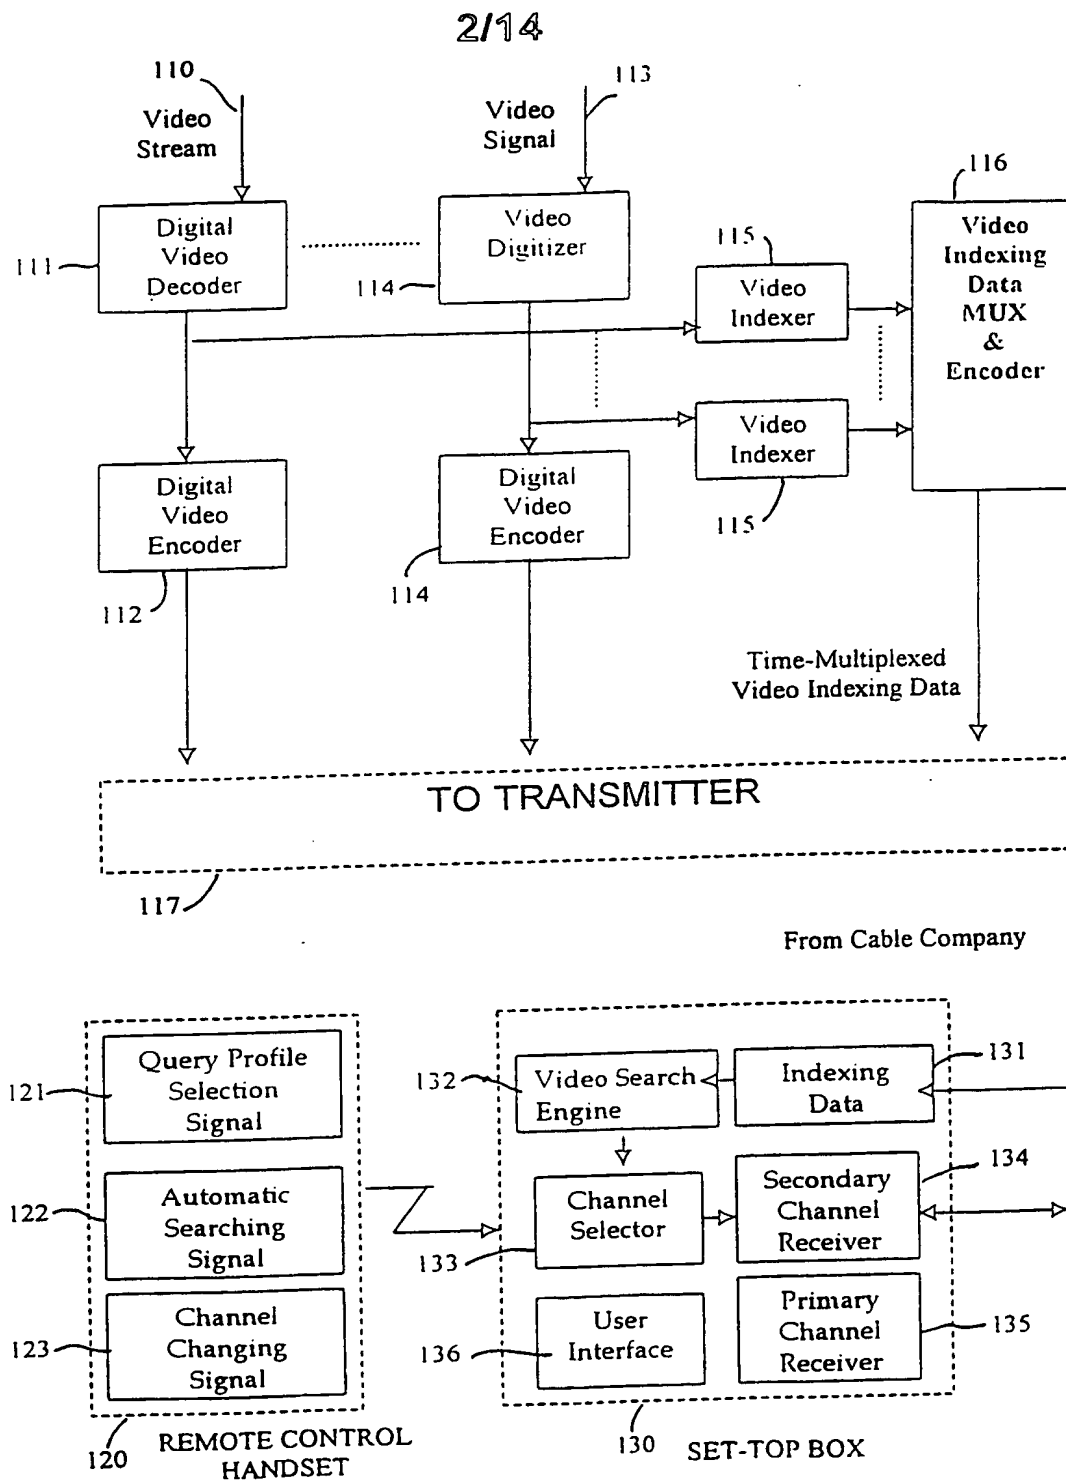 2/14
110
113
Video
Stream
Video
Signal
116
Digital
Video
Decoder
111
Video
Digitizer
114
115
Video
Indexer
Video
Indexing
Data
MUX
&
Encoder
Video
Indexer
115
Digital
Video
Encoder
112
Digital
Video
Encoder
114
Time-Multiplexed
Video Indexing Data
TO TRANSMITTER
117
From Cable Company
Query Profile
Selection
Signal
121
Automatic
Searching
Signal
122
Channel
Changing
Signal
123
120
REMOTE CONTROL
HANDSET
132
Video Search
Engine
Indexing
Data
131
Channel
Selector
133
Secondary
Channel
Receiver
134
User
Interface
136
Primary
Channel
Receiver
135
130
SET-TOP BOX